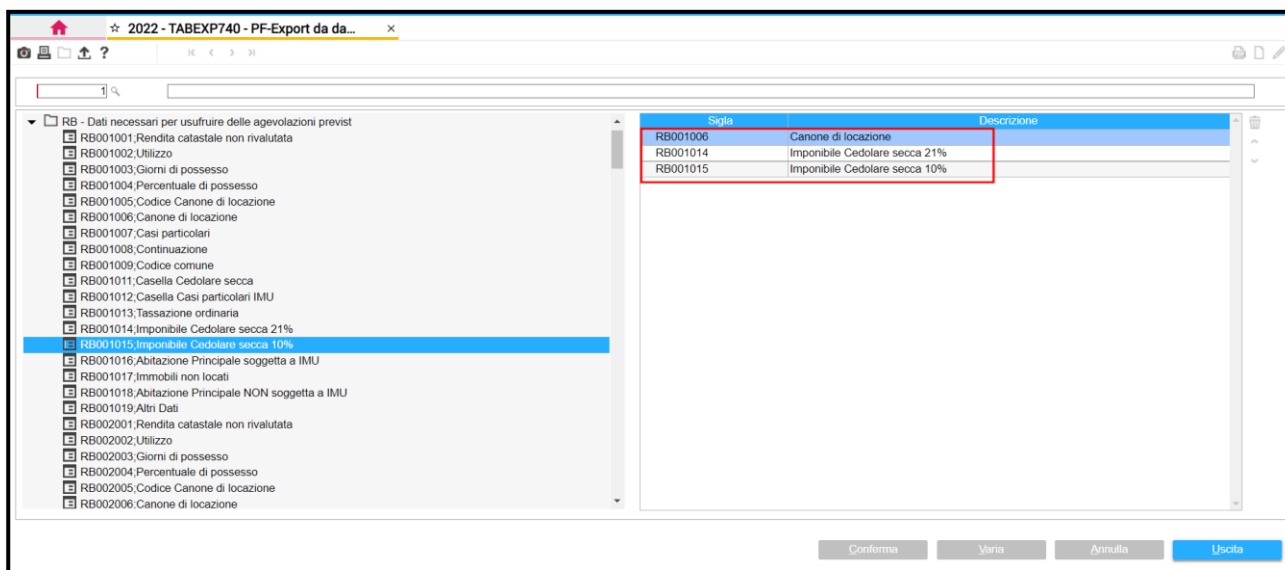 ☆ 2022 - TABEXP740 - PF-Export da da... ×
?
1
RB - Dati necessari per usufruire delle agevolazioni previst
RB001001;Rendita catastale non rivalutata
RB001002;Utilizzo
RB001003;Giorni di possesso
RB001004;Percentuale di possesso
RB001005;Codice Canone di locazione
RB001006;Canone di locazione
RB001007;Casi particolari
RB001008;Continuazione
RB001009;Codice comune
RB001011;Casella Cedolare secca
RB001012;Casella Casi particolari IMU
RB001013;Tassazione ordinaria
RB001014;Imponibile Cedolare secca 21%
RB001015;Imponibile Cedolare secca 10%
RB001016;Abitazione Principale soggetta a IMU
RB001017;Immobili non locati
RB001018;Abitazione Principale NON soggetta a IMU
RB001019;Altri Dati
RB002001;Rendita catastale non rivalutata
RB002002;Utilizzo
RB002003;Giorni di possesso
RB002004;Percentuale di possesso
RB002005;Codice Canone di locazione
RB002006;Canone di locazione
Sigla Descrizione
RB001006 Canone di locazione
RB001014 Imponibile Cedolare secca 21%
RB001015 Imponibile Cedolare secca 10%
Conferma Varia Annulla Uscita